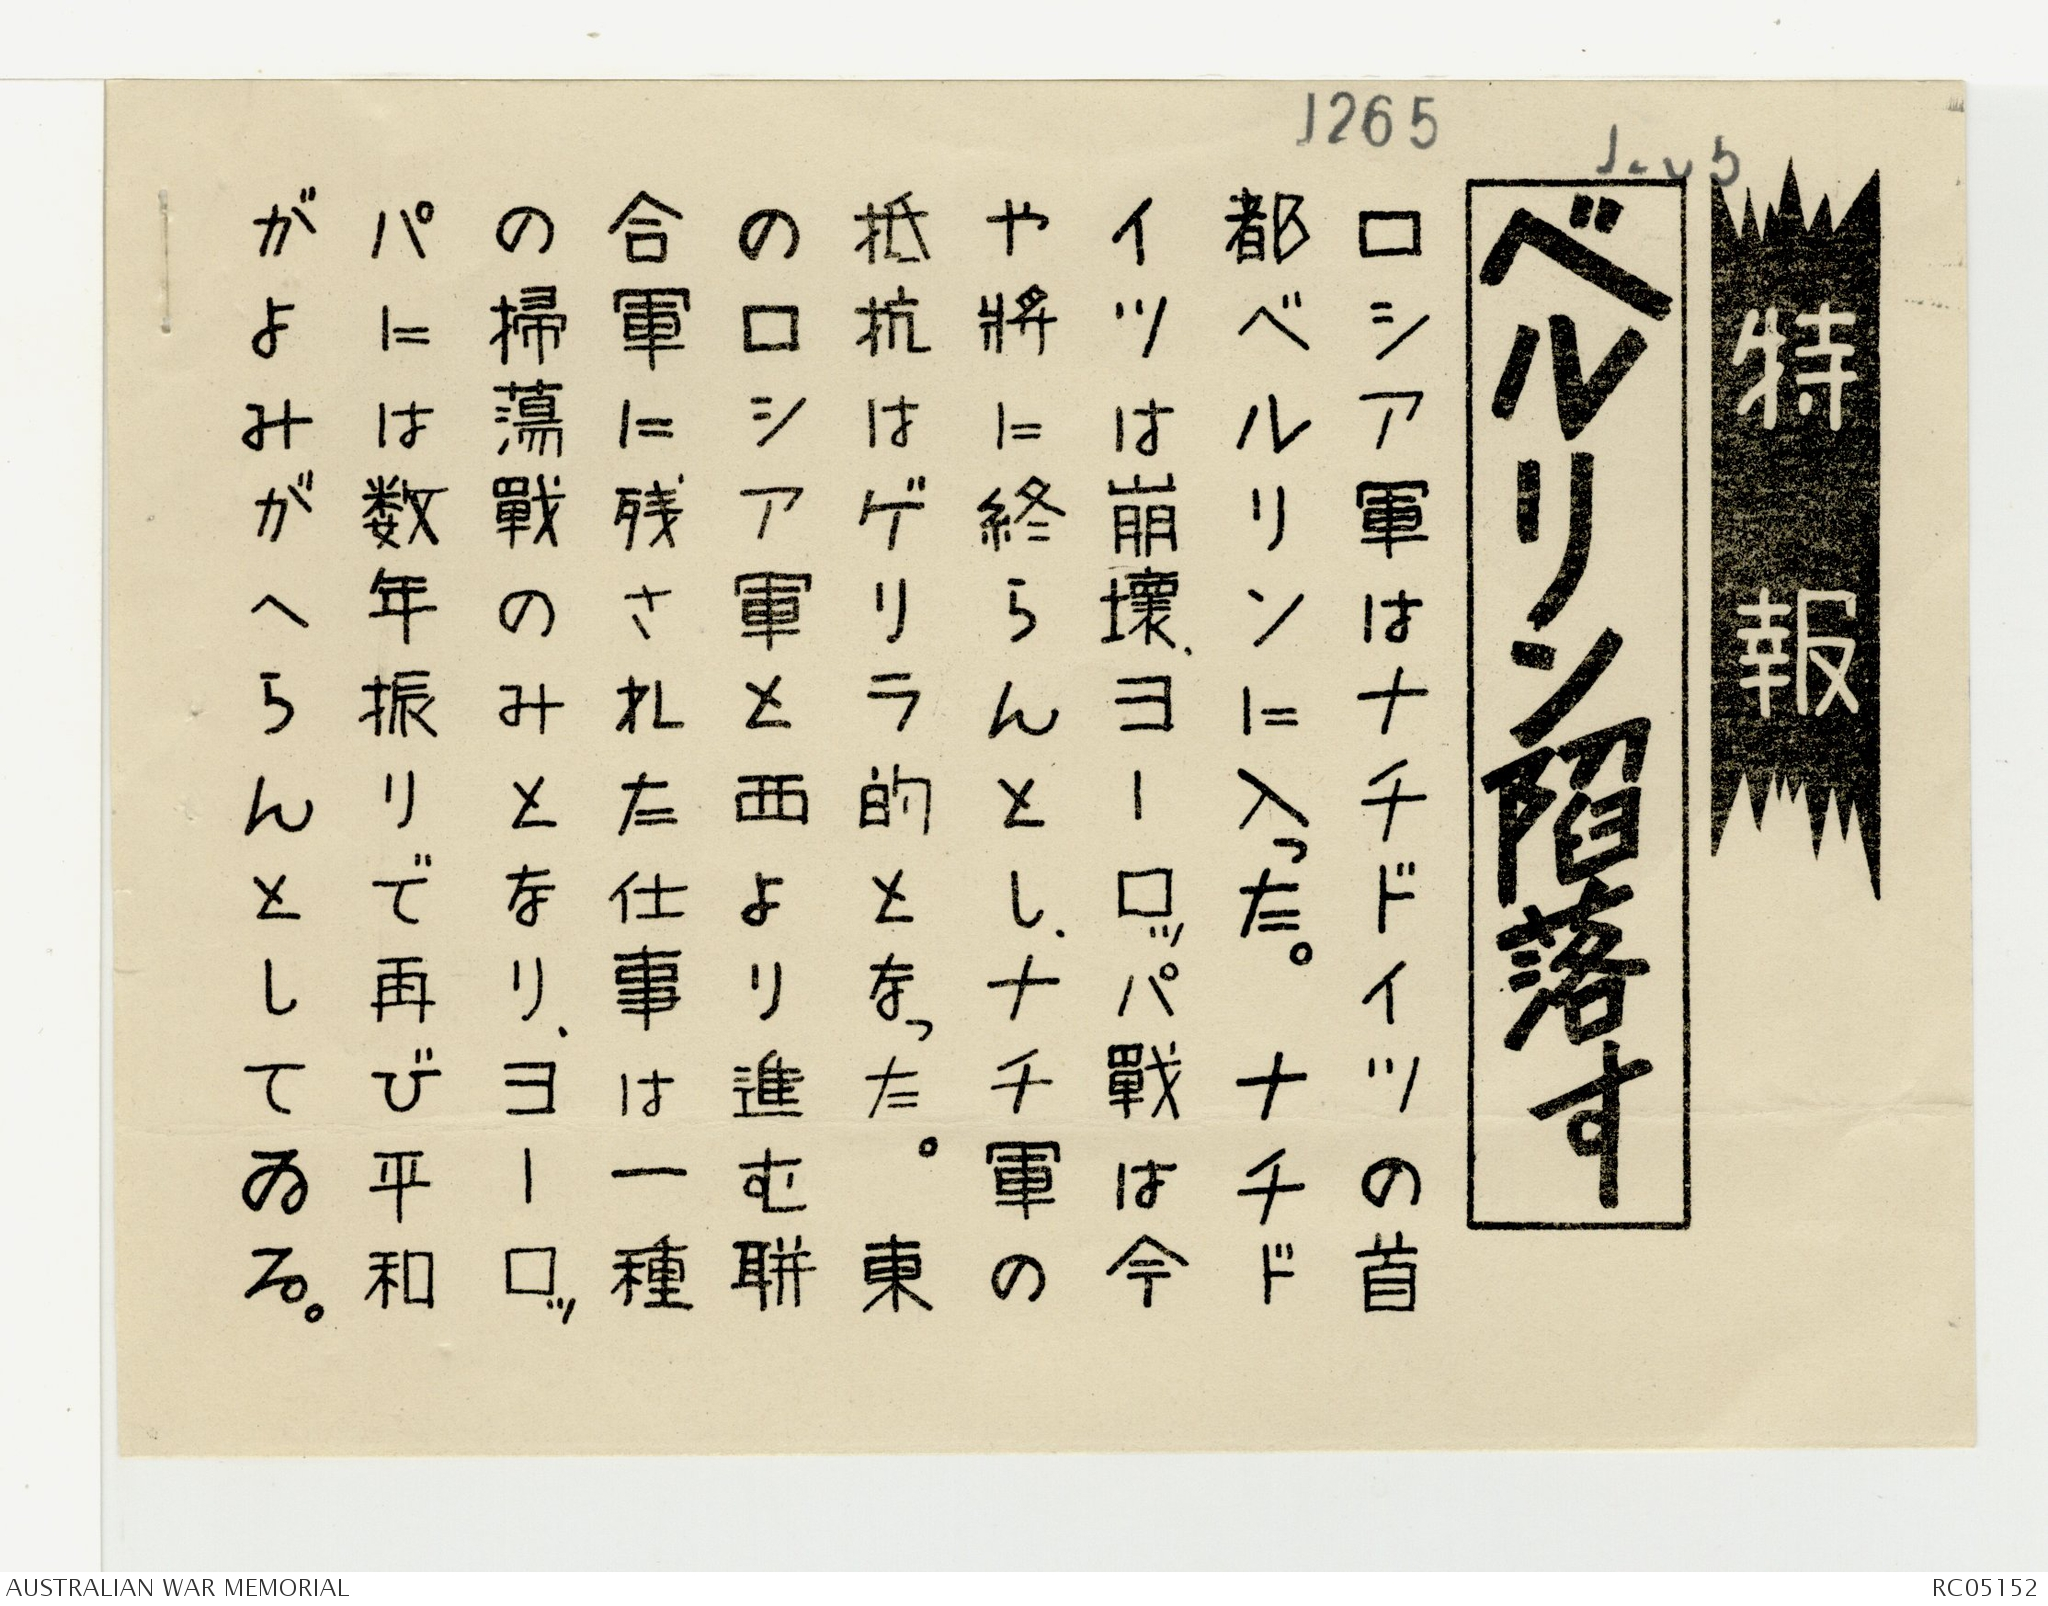 1265
特報
ベルリン陥落す
ロシア軍はナチドイツの首
都ベルリンに入った。 ナチド
イツは崩壞、ヨーロッパ戰は今
や將に終らんとし、ナチ軍の
抵抗はゲリラ的となった。 東
のロシア軍と西より進む聯
合軍に残された仕事は一種
の掃蕩戰のみとなり、ヨーロッ
パには数年振りで再び平和
がよみがへらんとしてゐる。
AUSTRALIAN WAR MEMORIAL
RC05152